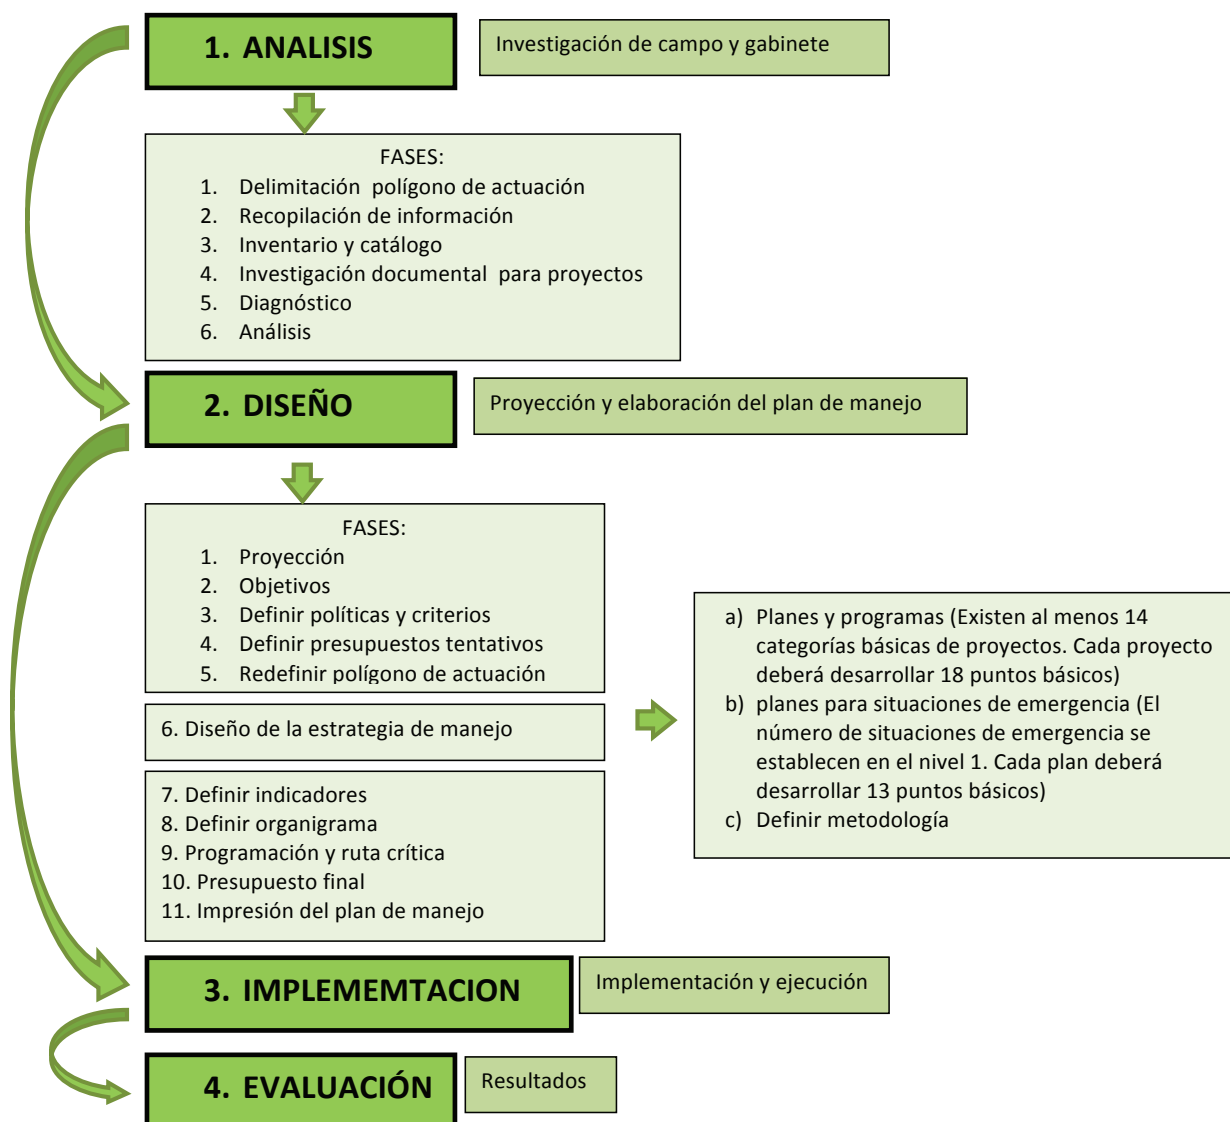 1. ANALISIS
Investigación de campo y gabinete
FASES:
1. Delimitación polígono de actuación
2. Recopilación de información
3. Inventario y catálogo
4. Investigación documental para proyectos
5. Diagnóstico
6. Análisis
2. DISEÑO
Proyección y elaboración del plan de manejo
FASES:
1. Proyección
2. Objetivos
3. Definir políticas y criterios
4. Definir presupuestos tentativos
5. Redefinir polígono de actuación
6. Diseño de la estrategia de manejo
a) Planes y programas (Existen al menos 14
categorías básicas de proyectos. Cada proyecto
deberá desarrollar 18 puntos básicos)
b) planes para situaciones de emergencia (El
número de situaciones de emergencia se
establecen en el nivel 1. Cada plan deberá
desarrollar 13 puntos básicos)
c) Definir metodología
7. Definir indicadores
8. Definir organigrama
9. Programación y ruta crítica
10. Presupuesto final
11. Impresión del plan de manejo
3. IMPLEMEMTACION
Implementación y ejecución
4. EVALUACIÓN
Resultados